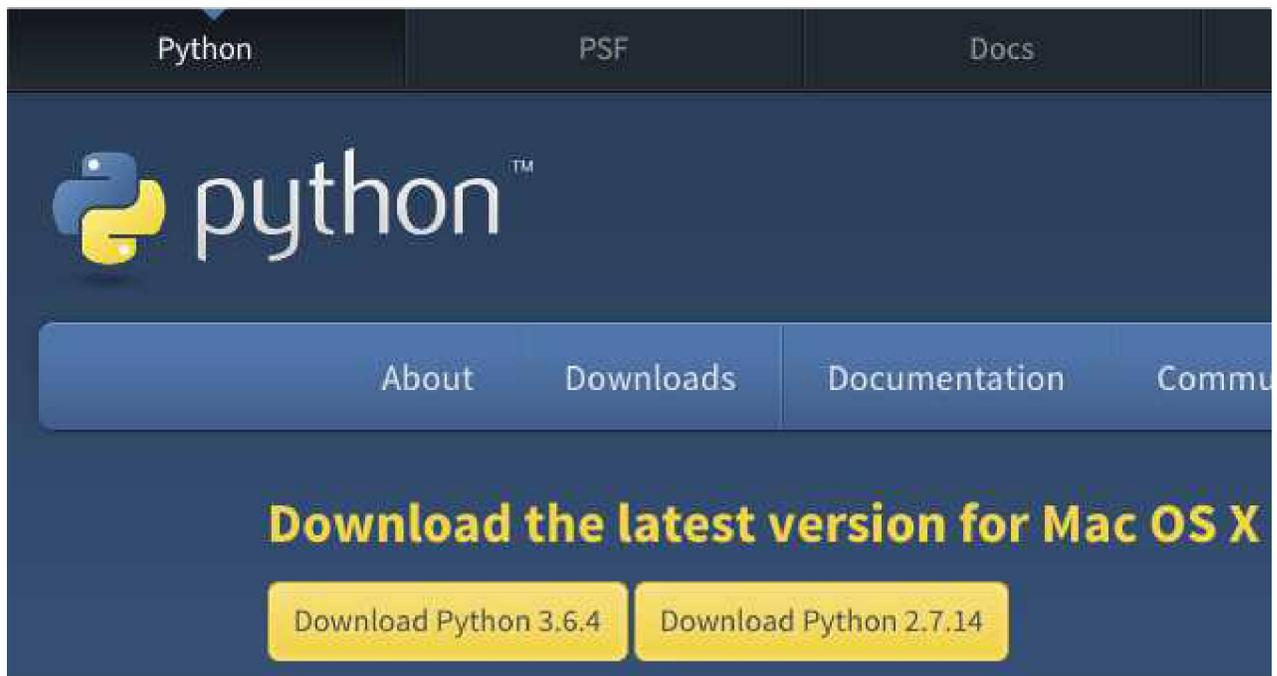 Python PSF Docs
python™
About Downloads Documentation Commu
Download the latest version for Mac OS X
Download Python 3.6.4 Download Python 2.7.14